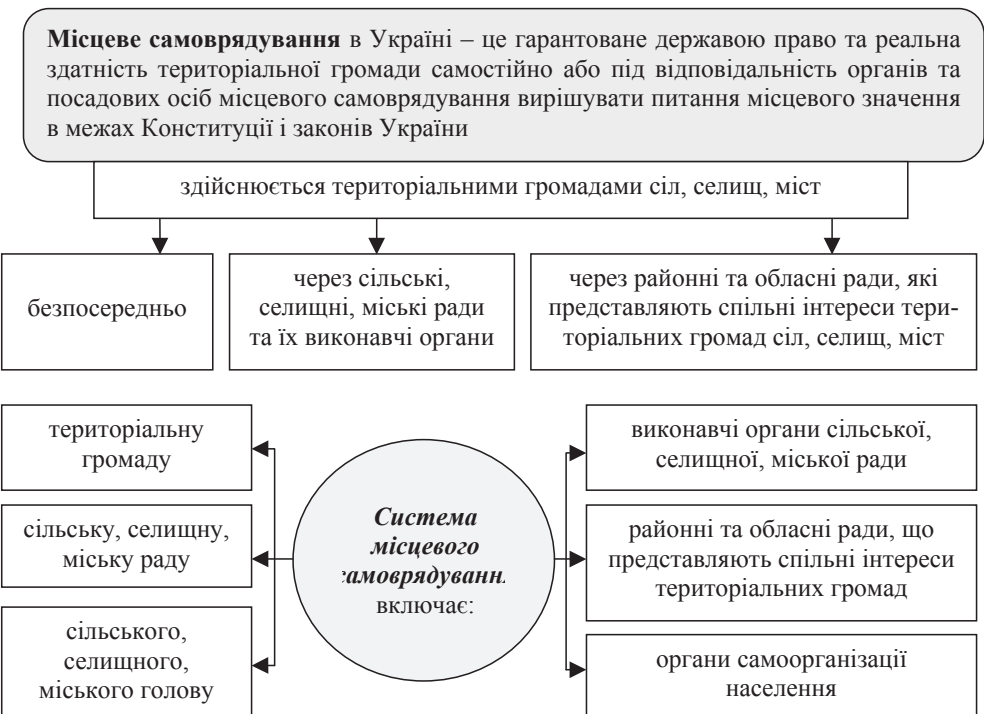 Місцеве самоврядування в Україні – це гарантоване державою право та реальна
здатність територіальної громади самостійно або під відповідальність органів та
посадових осіб місцевого самоврядування вирішувати питання місцевого значення
в межах Конституції і законів України
здійснюється територіальними громадами сіл, селищ, міст
безпосередньо
через сільські,
селищні, міські ради
та їх виконавчі органи
через районні та обласні ради, які
представляють спільні інтереси тери-
торіальних громад сіл, селищ, міст
територіальну
громаду
сільську, селищну,
міську раду
сільського,
селищного,
міського голову
Система
місцевого
самоврядування
включає:
виконавчі органи сільської,
селищної, міської ради
районні та обласні ради, що
представляють спільні інтереси
територіальних громад
органи самоорганізації
населення